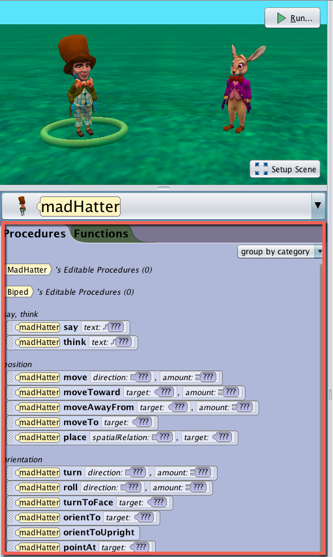 Run...
Setup Scene
madHatter
Procedures Functions
group by category
MadHatter 's Editable Procedures (0)
Biped 's Editable Procedures (0)
say, think
madHatter say text: ???
madHatter think text: ???
position
madHatter move direction: ??? , amount: ???
madHatter moveToward target: ??? , amount: ???
madHatter moveAwayFrom target: ??? , amount: ???
madHatter moveTo target: ???
madHatter place spatialRelation: ??? , target: ???
orientation
madHatter turn direction: ??? , amount: ???
madHatter roll direction: ??? , amount: ???
madHatter turnToFace target: ???
madHatter orientTo target: ???
madHatter orientToUpright
madHatter pointAt target: ???